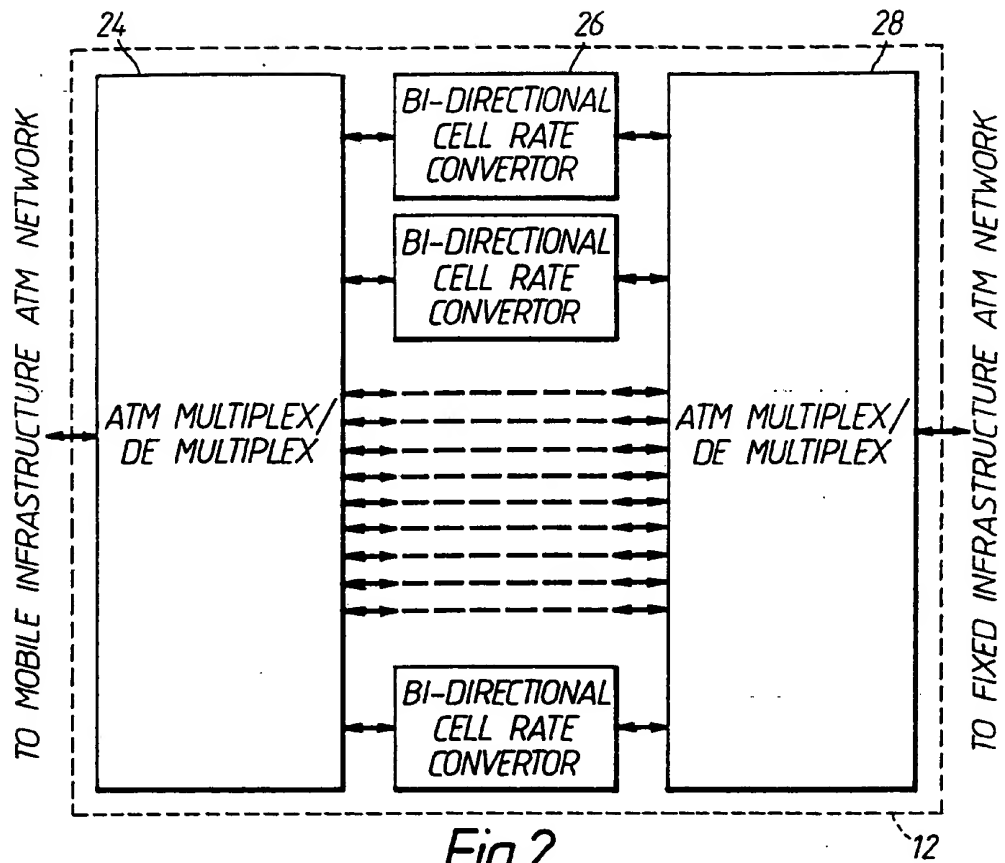 24
26
28
TO MOBILE INFRASTRUCTURE ATM NETWORK
ATM MULTIPLEX/
DE MULTIPLEX
BI-DIRECTIONAL
CELL RATE
CONVERTOR
BI-DIRECTIONAL
CELL RATE
CONVERTOR
BI-DIRECTIONAL
CELL RATE
CONVERTOR
ATM MULTIPLEX/
DE MULTIPLEX
TO FIXED INFRASTRUCTURE ATM NETWORK
12
Fig.2